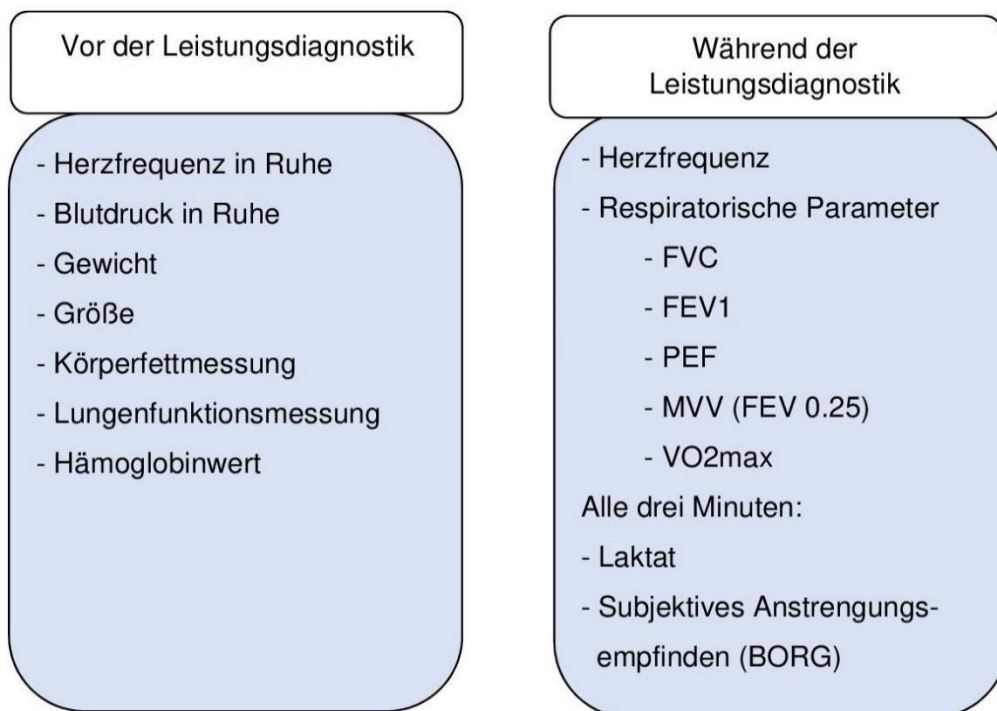 Vor der Leistungsdiagnostik
- Herzfrequenz in Ruhe
- Blutdruck in Ruhe
- Gewicht
- Größe
- Körperfettmessung
- Lungenfunktionsmessung
- Hämoglobinwert
Während der
Leistungsdiagnostik
- Herzfrequenz
- Respiratorische Parameter
- FVC
- FEV1
- PEF
- MVV (FEV 0.25)
- VO2max
Alle drei Minuten:
- Laktat
- Subjektives Anstrengungs-
empfinden (BORG)